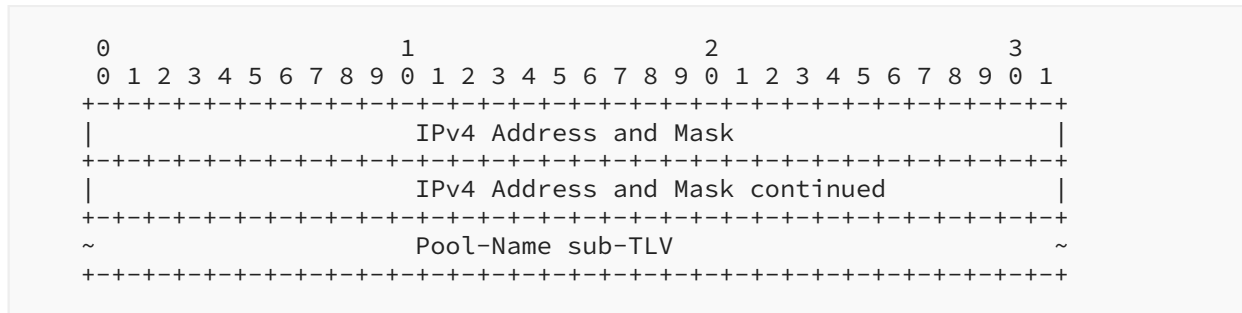 0                   1                   2                   3
 0 1 2 3 4 5 6 7 8 9 0 1 2 3 4 5 6 7 8 9 0 1 2 3 4 5 6 7 8 9 0 1
+-+-+-+-+-+-+-+-+-+-+-+-+-+-+-+-+-+-+-+-+-+-+-+-+-+-+-+-+-+-+-+-+
|                     IPv4 Address and Mask                     |
+-+-+-+-+-+-+-+-+-+-+-+-+-+-+-+-+-+-+-+-+-+-+-+-+-+-+-+-+-+-+-+-+
|                     IPv4 Address and Mask continued           |
+-+-+-+-+-+-+-+-+-+-+-+-+-+-+-+-+-+-+-+-+-+-+-+-+-+-+-+-+-+-+-+-+
~                     Pool-Name sub-TLV                         ~
+-+-+-+-+-+-+-+-+-+-+-+-+-+-+-+-+-+-+-+-+-+-+-+-+-+-+-+-+-+-+-+-+